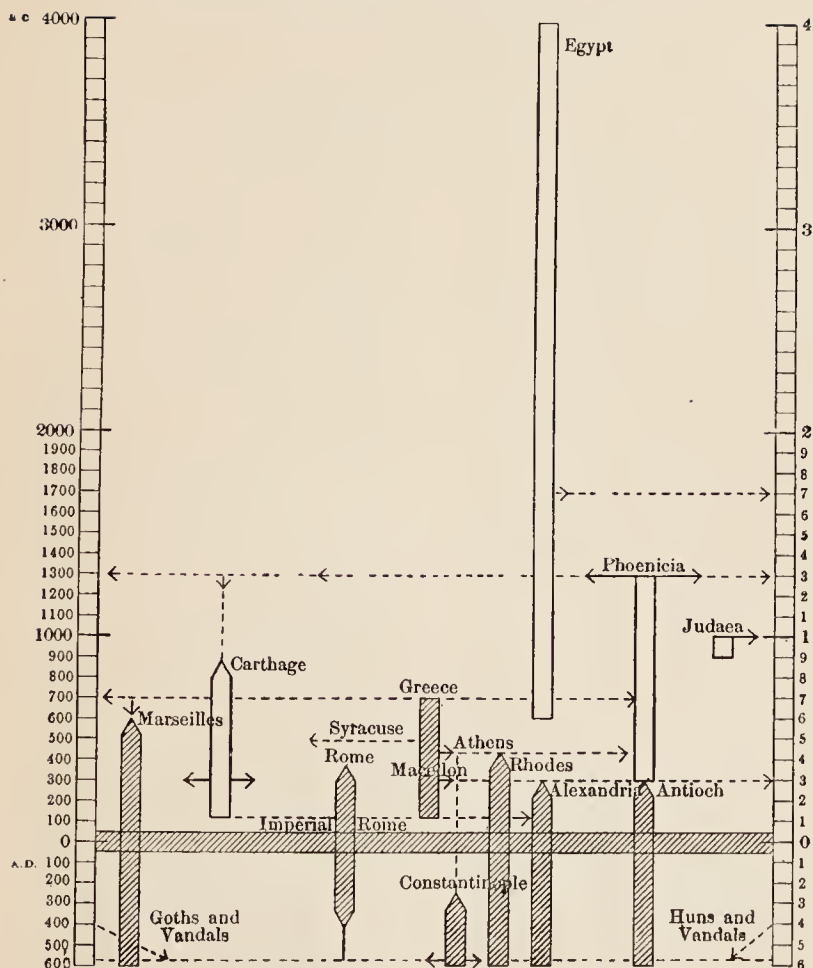 B C 4000
4
Egypt
3000
3
2000
2
1900
9
1800
8
1700
7
1600
6
1500
5
1400
4
1300
Phoenicia
3
1200
2
1100
1
1000
Judaea
1
900
Carthage
9
800
8
700
Greece
7
600
Marseilles
6
500
Syracuse
5
400
Rome
Athens
4
300
Macedon
Rhodes
Alexandria
Antioch
3
200
2
100
Imperial Rome
1
0
0
A.D. 100
1
200
Constantinople
2
300
3
400
Goths and
Vandals
Huns and
Vandals
4
500
5
600
6